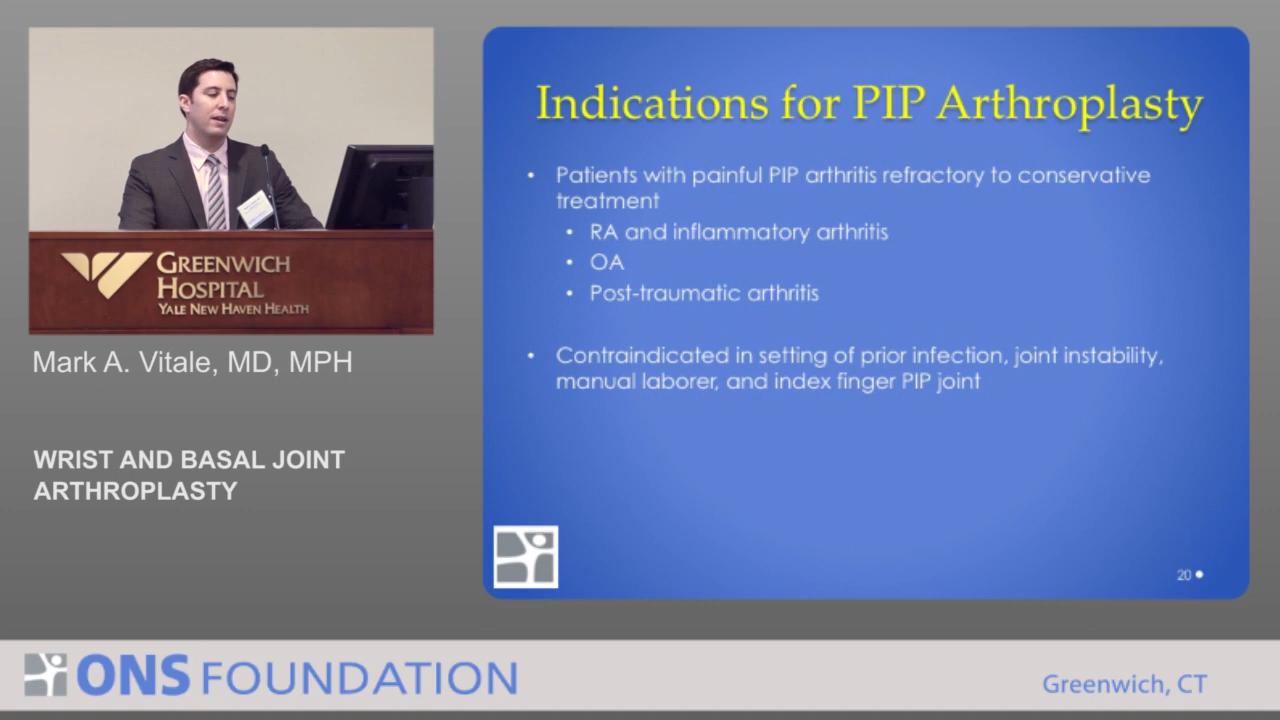 Indications for PIP Arthroplasty
• Patients with painful PIP arthritis refractory to conservative
treatment
• RA and inflammatory arthritis
• OA
• Post-traumatic arthritis
• Contraindicated in setting of prior infection, joint instability,
manual laborer, and index finger PIP joint
20
GREENWICH
HOSPITAL
YALE NEW HAVEN HEALTH
Mark A. Vitale, MD, MPH
WRIST AND BASAL JOINT
ARTHROPLASTY
ONS FOUNDATION
Greenwich, CT